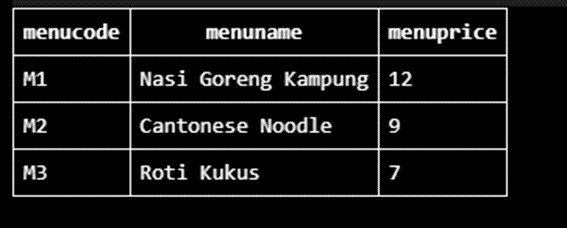 menucode menuname menuprice
M1 Nasi Goreng Kampung 12
M2 Cantonese Noodle 9
M3 Roti Kukus 7